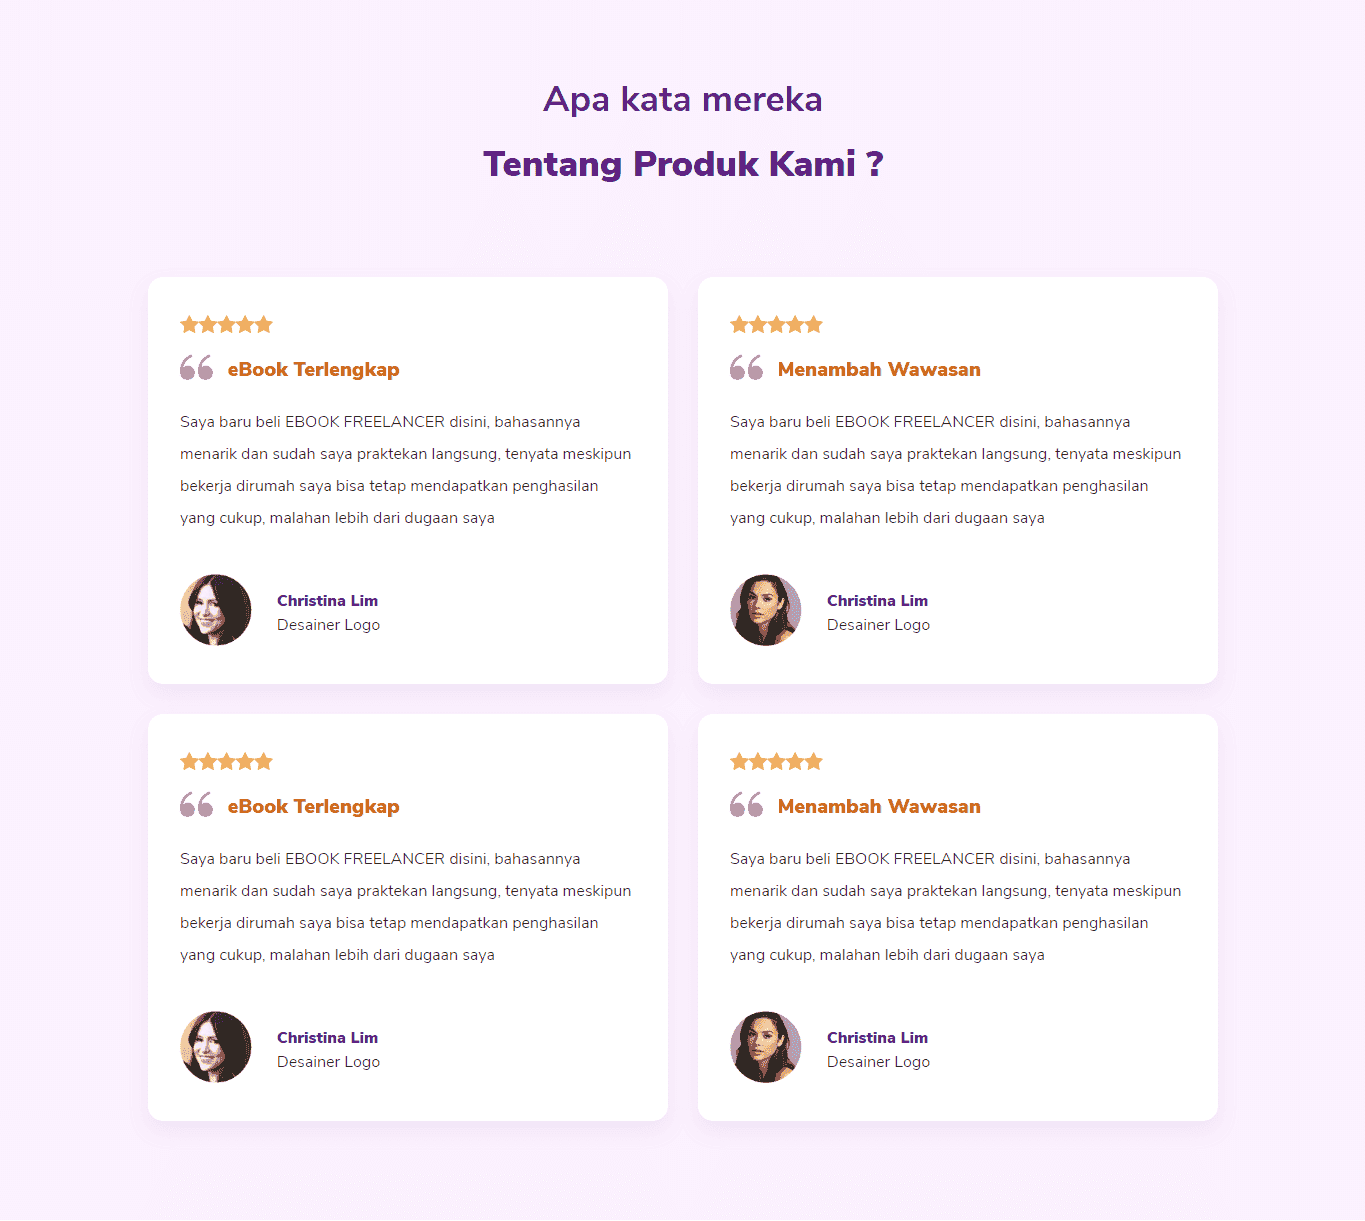 Apa kata mereka
Tentang Produk Kami ?
eBook Terlengkap
Saya baru beli EBOOK FREELANCER disini, bahasannya
menarik dan sudah saya praktekan langsung, tenyata meskipun
bekerja dirumah saya bisa tetap mendapatkan penghasilan
yang cukup, malahan lebih dari dugaan saya
Christina Lim
Desainer Logo
Menambah Wawasan
Saya baru beli EBOOK FREELANCER disini, bahasannya
menarik dan sudah saya praktekan langsung, tenyata meskipun
bekerja dirumah saya bisa tetap mendapatkan penghasilan
yang cukup, malahan lebih dari dugaan saya
Christina Lim
Desainer Logo
eBook Terlengkap
Saya baru beli EBOOK FREELANCER disini, bahasannya
menarik dan sudah saya praktekan langsung, tenyata meskipun
bekerja dirumah saya bisa tetap mendapatkan penghasilan
yang cukup, malahan lebih dari dugaan saya
Christina Lim
Desainer Logo
Menambah Wawasan
Saya baru beli EBOOK FREELANCER disini, bahasannya
menarik dan sudah saya praktekan langsung, tenyata meskipun
bekerja dirumah saya bisa tetap mendapatkan penghasilan
yang cukup, malahan lebih dari dugaan saya
Christina Lim
Desainer Logo